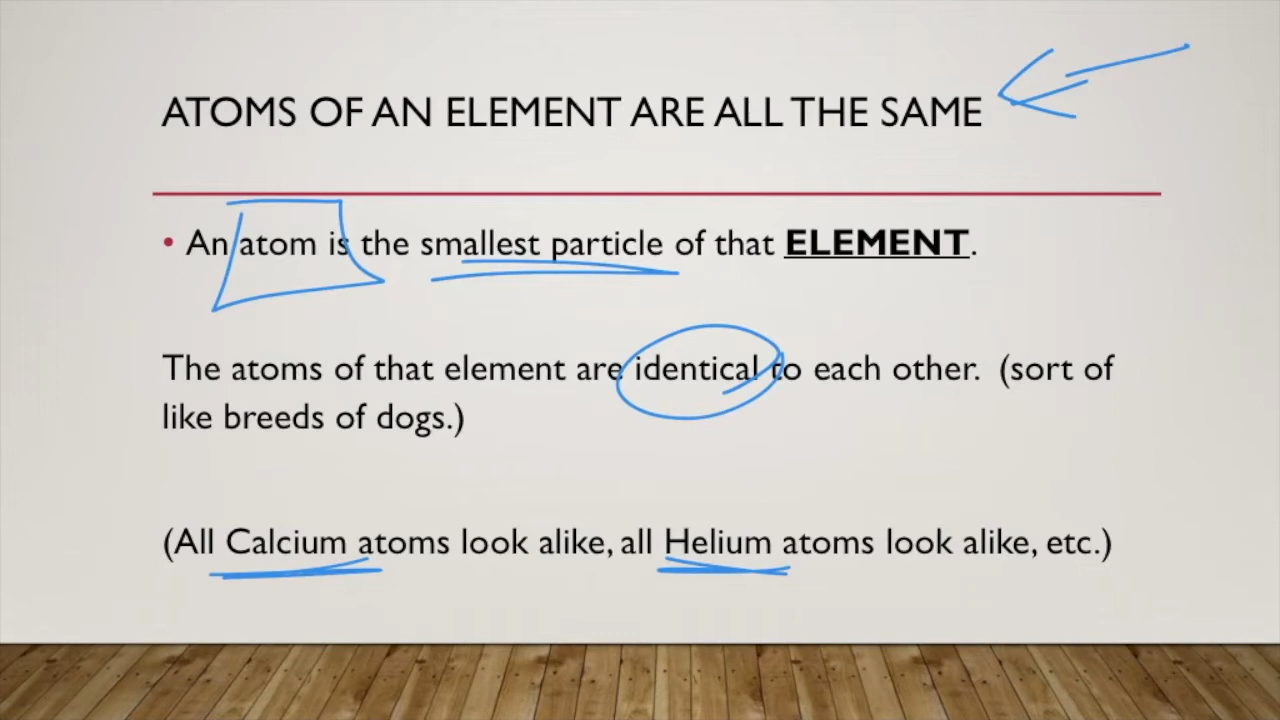 ATOMS OF AN ELEMENT ARE ALL THE SAME
• An atom is the smallest particle of that ELEMENT.
The atoms of that element are identical to each other. (sort of
like breeds of dogs.)
(All Calcium atoms look alike, all Helium atoms look alike, etc.)